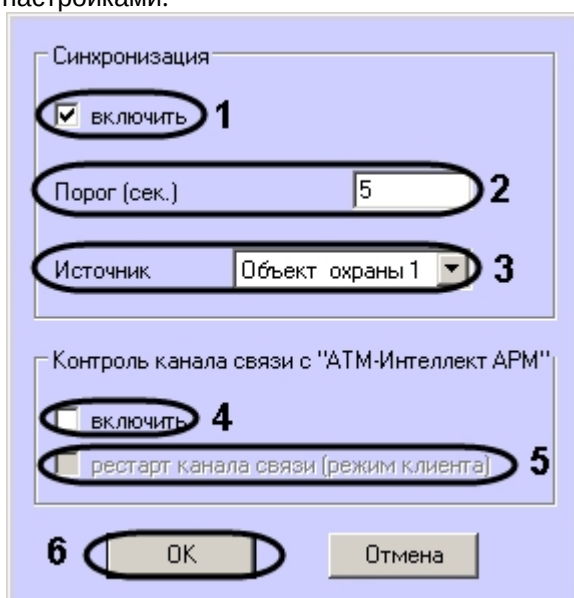 настройками.
Синхронизация
включить 1
Порог (сек.) 5 2
Источник Объект охраны 1 3
Контроль канала связи с "АТМ-Интеллект АРМ"
включить 4
рестарт канала связи (режим клиента) 5
6 OK Отмена